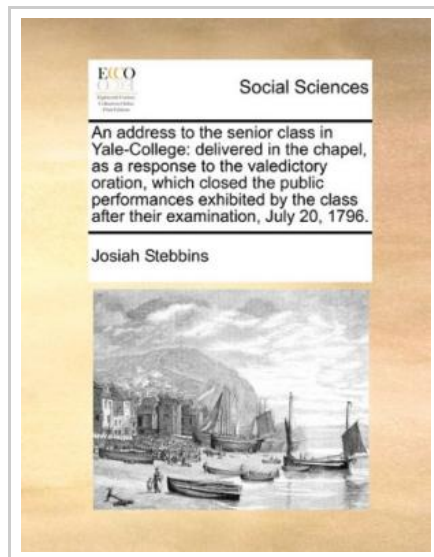 ECCO
Social Sciences
An address to the senior class in
Yale-College: delivered in the chapel,
as a response to the valedictory
oration, which closed the public
performances exhibited by the class
after their examination, July 20, 1796.
Josiah Stebbins